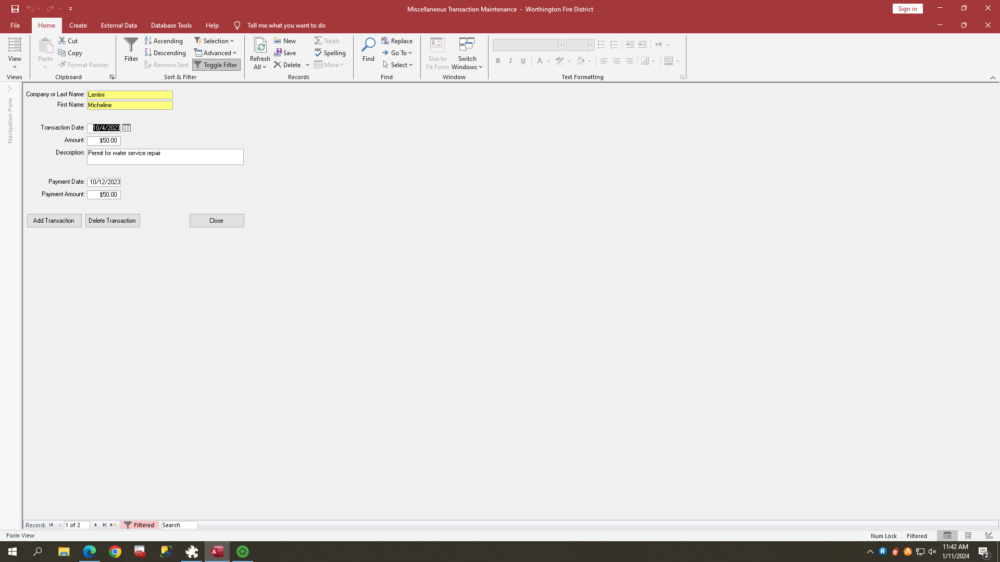 Miscellaneous Transaction Maintenance - Worthington Fire District
Sign in
File Home Create External Data Database Tools Help Tell me what you want to do
View
Views
Paste
Cut
Copy
Format Painter
Clipboard
Filter
Ascending
Descending
Remove Sort
Selection
Advanced
Toggle Filter
Sort & Filter
Refresh
All
New
Save
Delete
Totals
Spelling
More
Records
Find
Replace
Go To
Select
Find
Size to
Fit Form
Switch
Windows
Window
B I U A
Text Formatting
Navigation Pane
Company or Last Name: Lentini
First Name: Micheline
Transaction Date: 10/4/2023
Amount: $50.00
Description: Permit for water service repair
Payment Date: 10/12/2023
Payment Amount: $50.00
Add Transaction Delete Transaction Close
Record: 1 of 2 Filtered Search
Form View Num Lock Filtered
11:42 AM
1/11/2024
2